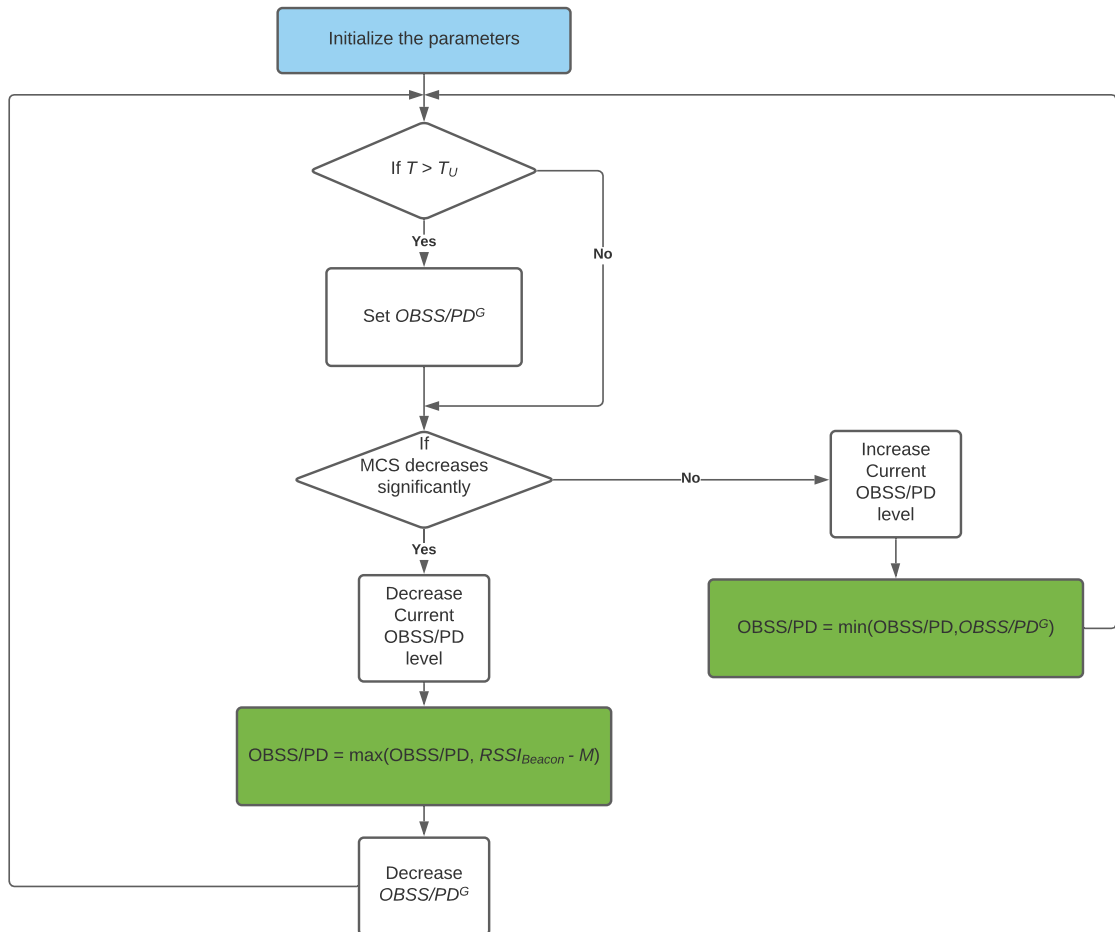 Initialize the parameters
If T > TU
Yes
No
Set OBSS/PDG
If
MCS decreases
significantly
No
Increase
Current
OBSS/PD
level
Yes
Decrease
Current
OBSS/PD
level
OBSS/PD = min(OBSS/PD,OBSS/PDG)
OBSS/PD = max(OBSS/PD, RSSIBeacon - M)
Decrease
OBSS/PDG